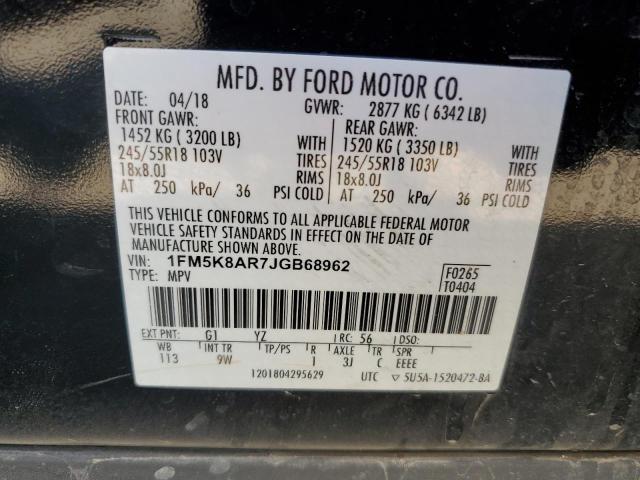 MFD. BY FORD MOTOR CO.
DATE: 04/18 GVWR: 2877 KG ( 6342 LB)
FRONT GAWR: REAR GAWR:
1452 KG ( 3200 LB) WITH 1520 KG ( 3350 LB) WITH
245/55R18 103V TIRES 245/55R18 103V TIRES
18x8.0J RIMS 18x8.0J RIMS
AT 250 kPa/ 36 PSI COLD AT 250 kPa/ 36 PSI COLD
THIS VEHICLE CONFORMS TO ALL APPLICABLE FEDERAL MOTOR
VEHICLE SAFETY STANDARDS IN EFFECT ON THE DATE OF
MANUFACTURE SHOWN ABOVE.
VIN: 1FM5K8AR7JGB68962 F0265
TYPE: MPV T0404
EXT PNT: G1 YZ RC: 56 DSO:
WB INT TR TP/PS R AXLE TR SPR
113 9W 1 3J C EEEE
1201804295629 UTC ▽ 5U5A-1520472-BA